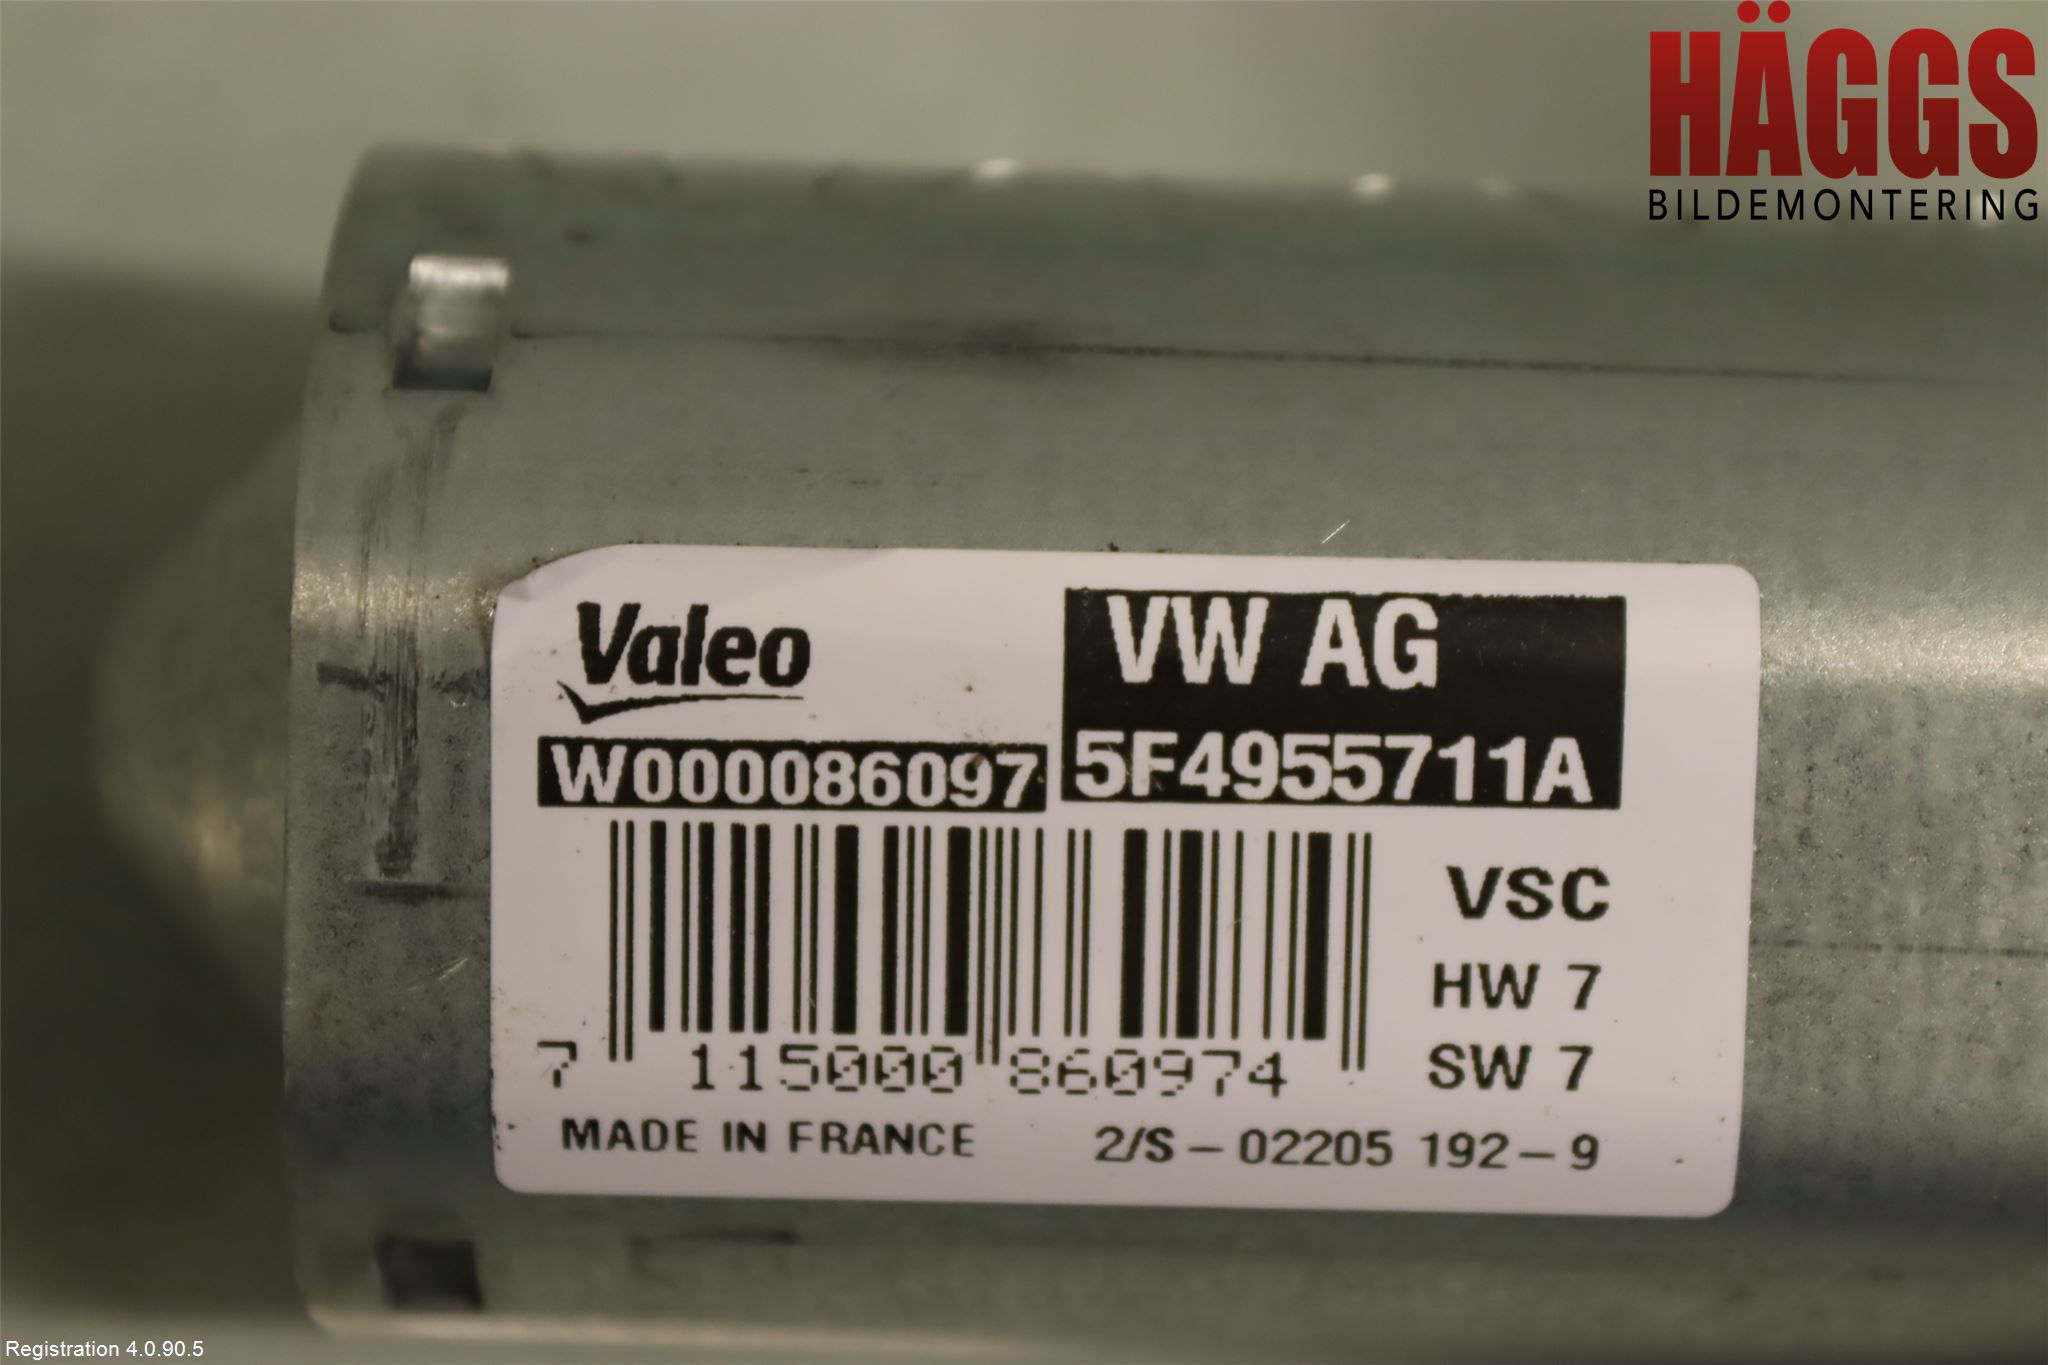 HÄGGS
BILDEMONTERING
Valeo
VW AG
W000086097
5F4955711A
VSC
HW 7
SW 7
7 115000 860974
MADE IN FRANCE
2/S - 02205 192 - 9
Registration 4.0.90.5